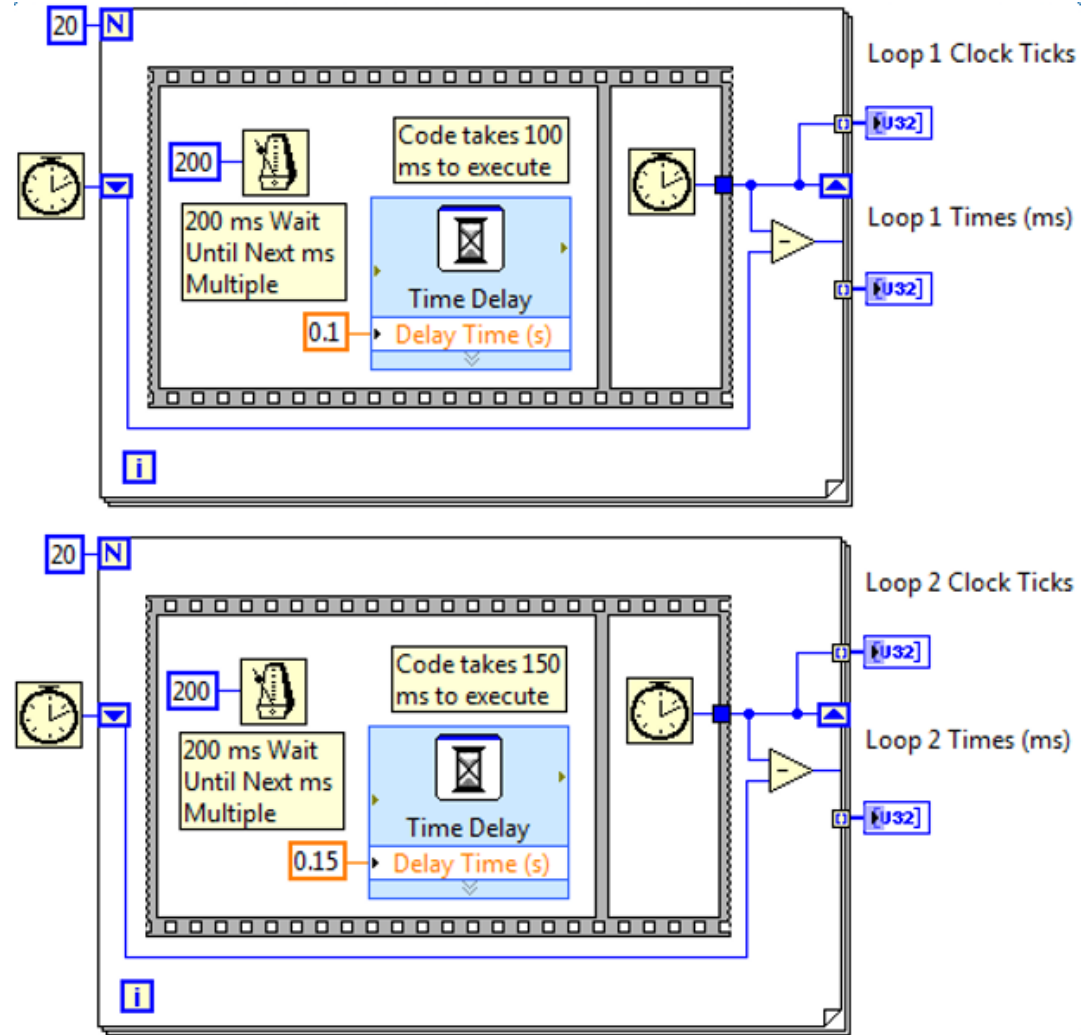 20
N
Loop 1 Clock Ticks
[U32]
200
Code takes 100
ms to execute
200 ms Wait
Until Next ms
Multiple
Time Delay
0.1
Delay Time (s)
Loop 1 Times (ms)
[U32]
i
20
N
Loop 2 Clock Ticks
[U32]
200
Code takes 150
ms to execute
200 ms Wait
Until Next ms
Multiple
Time Delay
0.15
Delay Time (s)
Loop 2 Times (ms)
[U32]
i